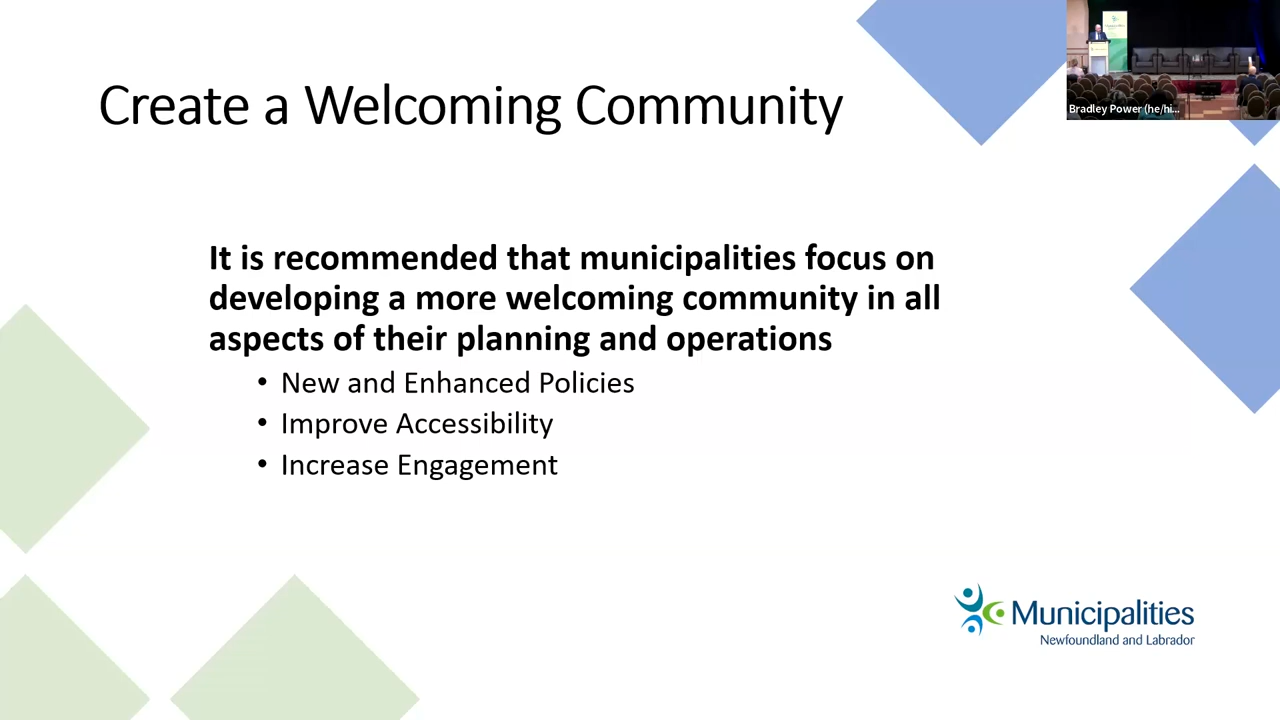 Create a Welcoming Community
Bradley Power (he/hi...
It is recommended that municipalities focus on
developing a more welcoming community in all
aspects of their planning and operations
• New and Enhanced Policies
• Improve Accessibility
• Increase Engagement
Municipalities
Newfoundland and Labrador